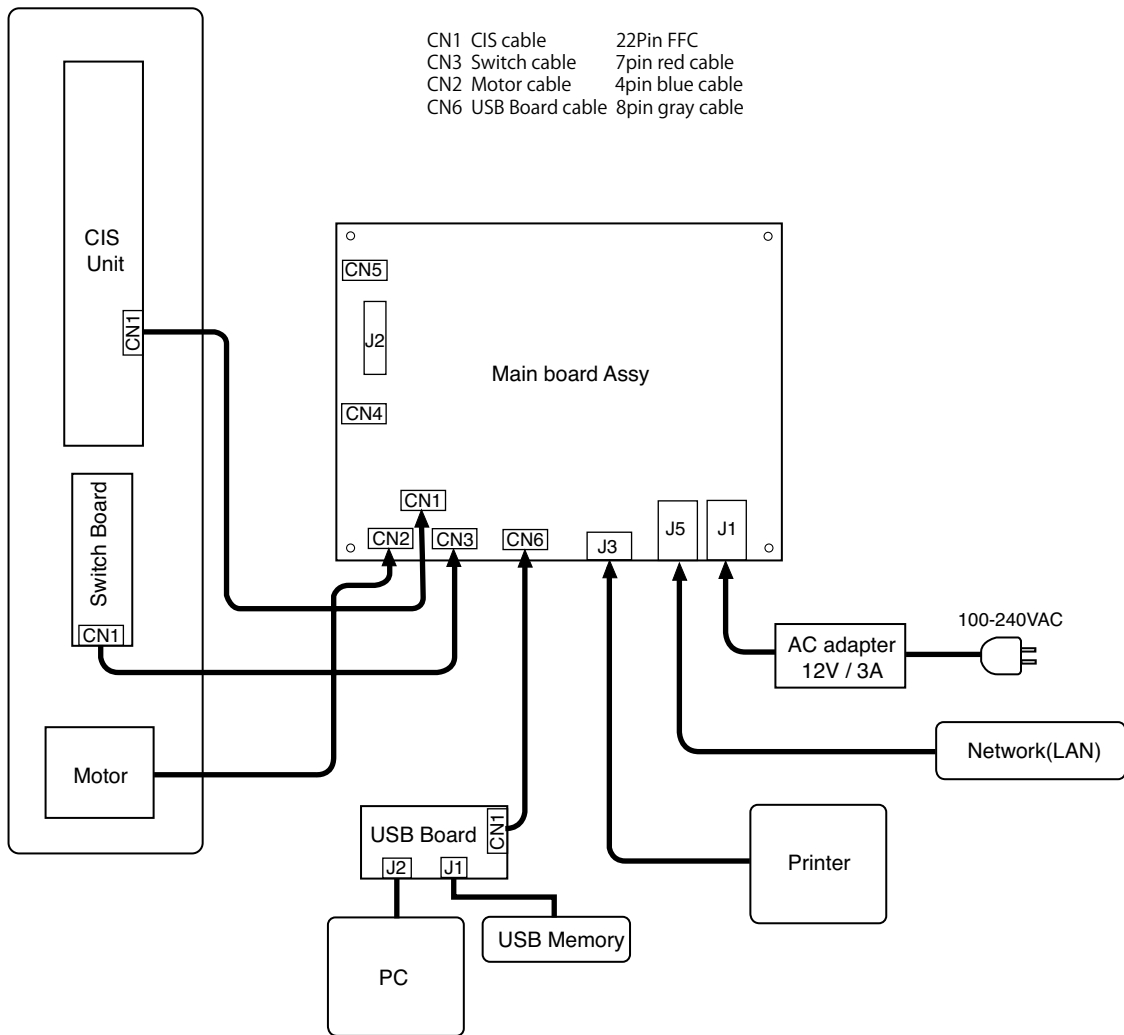 CN1 CIS cable 22Pin FFC
CN3 Switch cable 7pin red cable
CN2 Motor cable 4pin blue cable
CN6 USB Board cable 8pin gray cable
CIS
Unit
CN1
CN5
J2
Main board Assy
CN4
CN1
CN2
CN3
CN6
J3
J5
J1
Switch Board
CN1
100-240VAC
AC adapter
12V / 3A
Network(LAN)
Motor
USB Board
CN1
J2
J1
Printer
USB Memory
PC